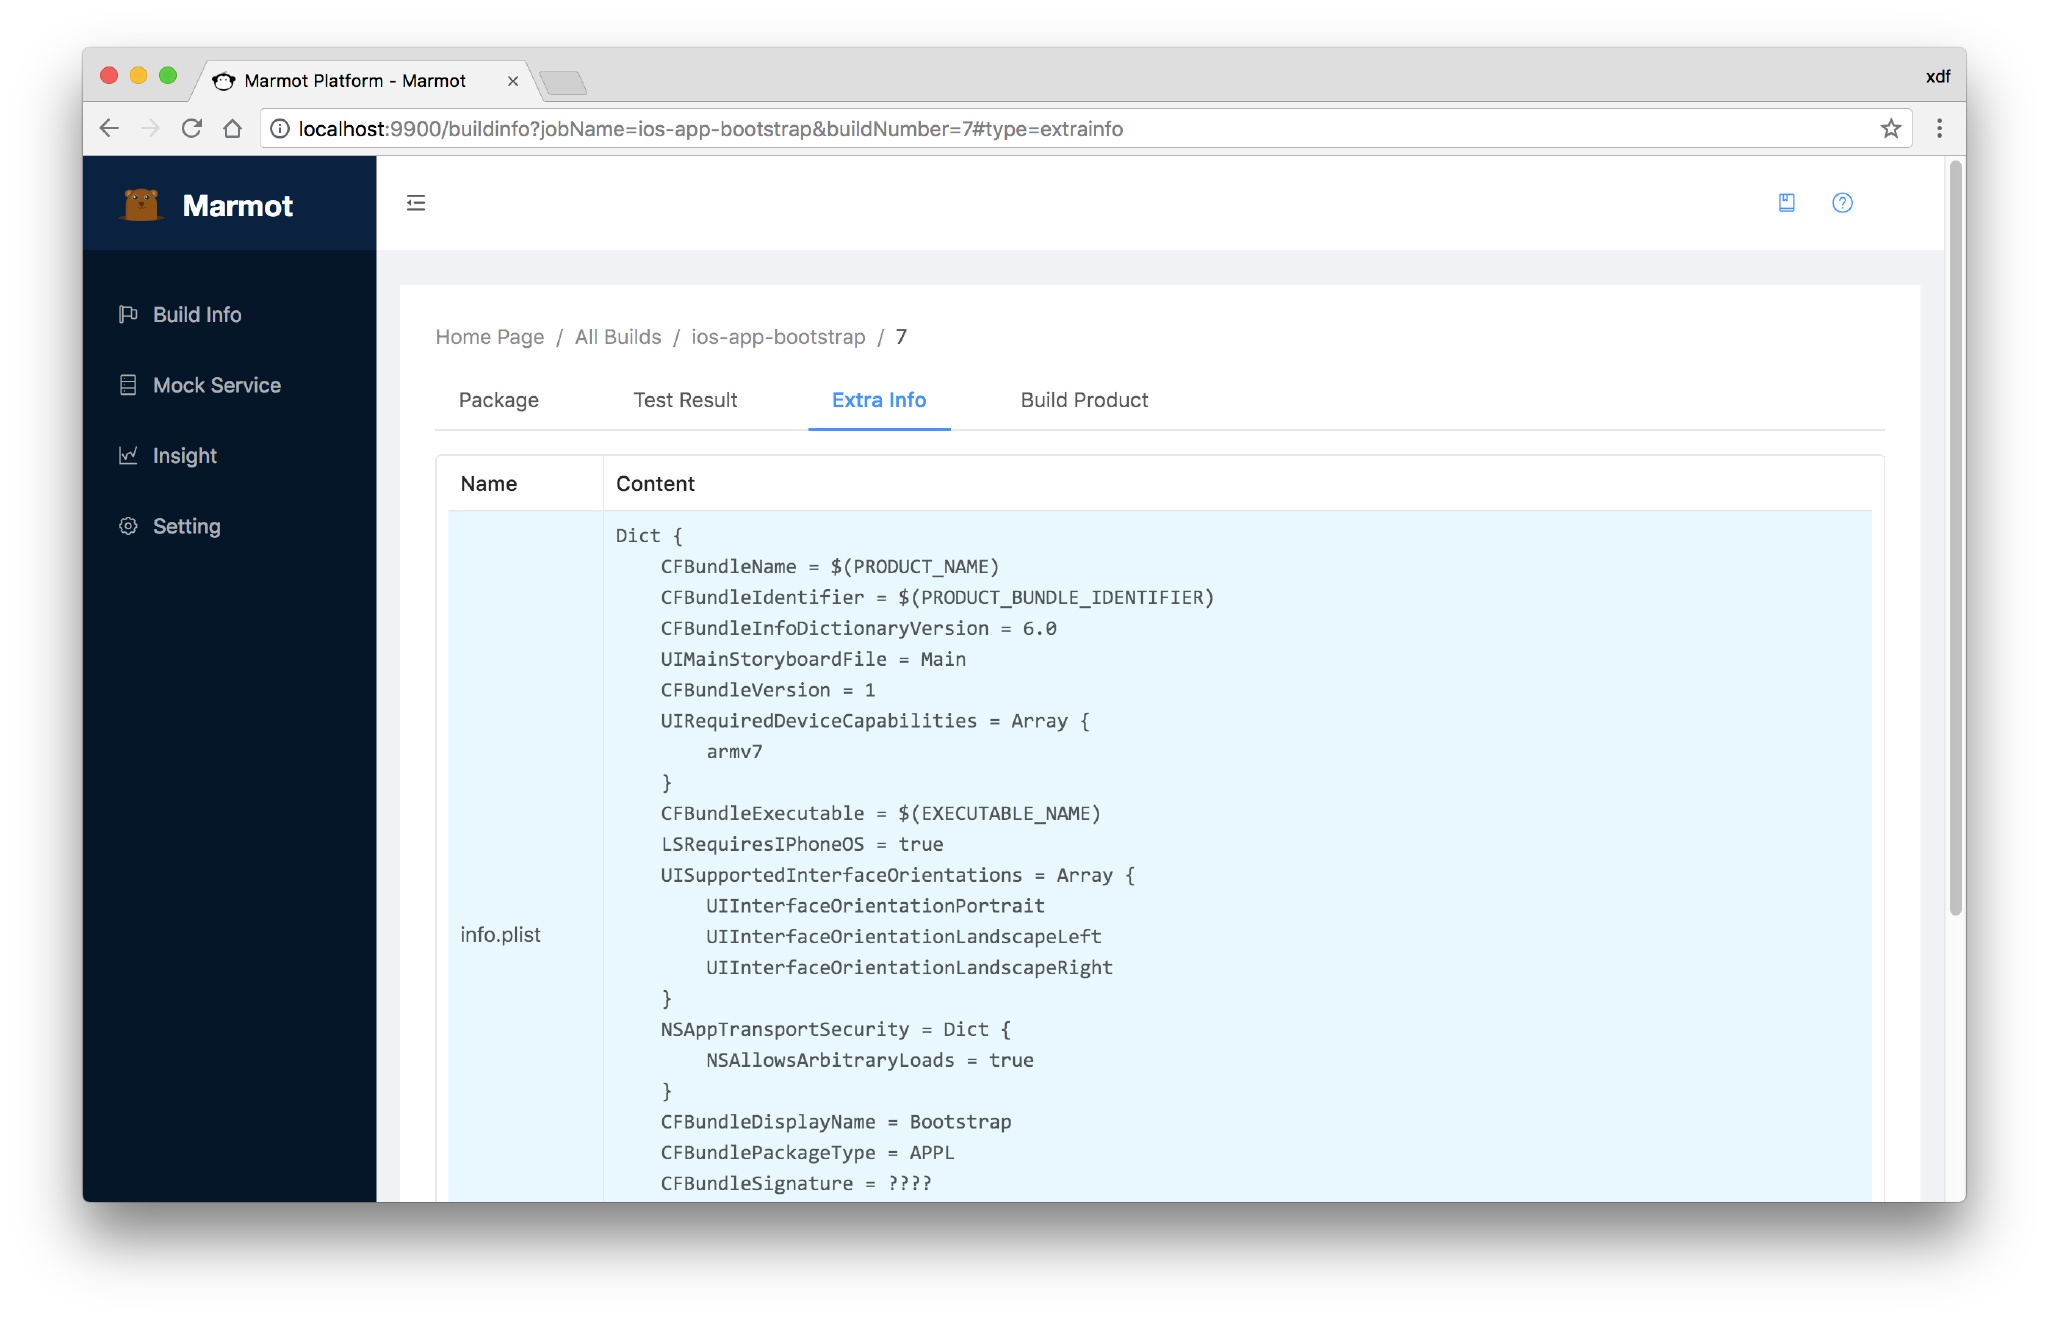 Marmot Platform - Marmot
xdf
localhost:9900/buildinfo?jobName=ios-app-bootstrap&buildNumber=7#type=extrainfo
Marmot
Build Info
Mock Service
Insight
Setting
Home Page / All Builds / ios-app-bootstrap / 7
Package Test Result Extra Info Build Product
Name Content
info.plist
Dict {
CFBundleName = $(PRODUCT_NAME)
CFBundleIdentifier = $(PRODUCT_BUNDLE_IDENTIFIER)
CFBundleInfoDictionaryVersion = 6.0
UIMainStoryboardFile = Main
CFBundleVersion = 1
UIRequiredDeviceCapabilities = Array {
armv7
}
CFBundleExecutable = $(EXECUTABLE_NAME)
LSRequiresIPhoneOS = true
UISupportedInterfaceOrientations = Array {
UIInterfaceOrientationPortrait
UIInterfaceOrientationLandscapeLeft
UIInterfaceOrientationLandscapeRight
}
NSAppTransportSecurity = Dict {
NSAllowsArbitraryLoads = true
}
CFBundleDisplayName = Bootstrap
CFBundlePackageType = APPL
CFBundleSignature = ????